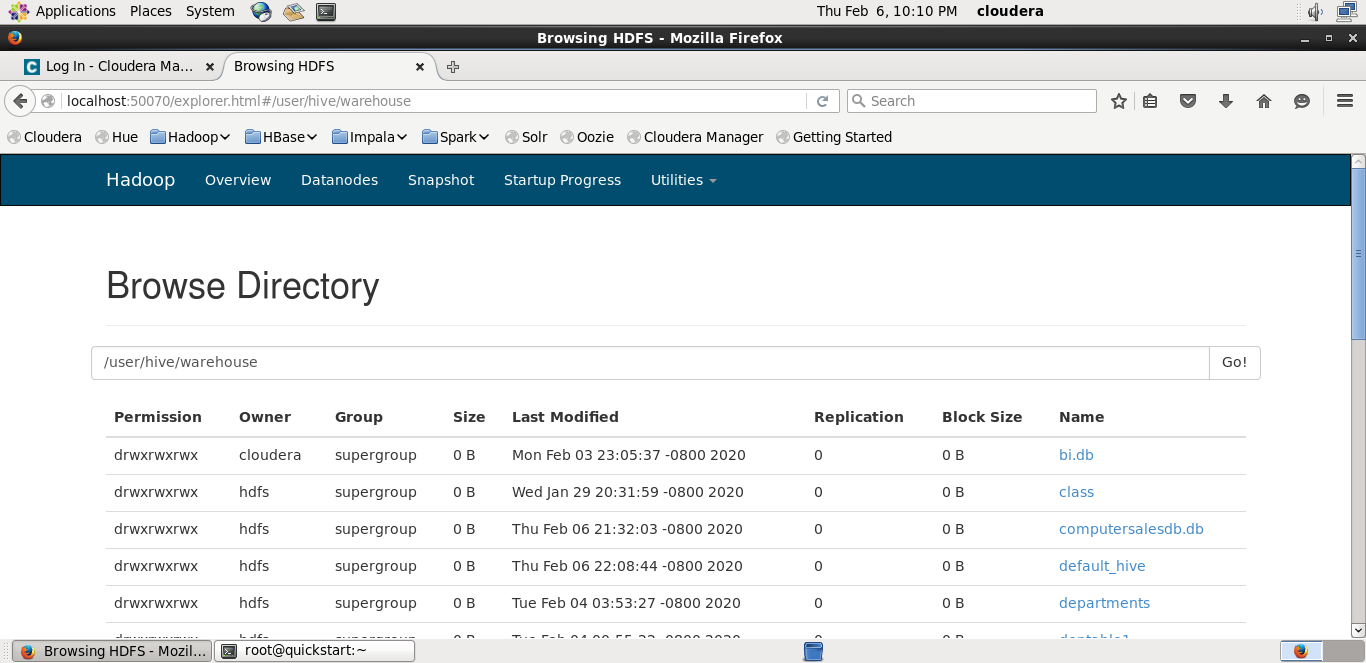 Applications Places System Thu Feb 6, 10:10 PM cloudera
Browsing HDFS - Mozilla Firefox
Log In - Cloudera Ma... Browsing HDFS
localhost:50070/explorer.html#/user/hive/warehouse Search
Cloudera Hue Hadoop HBase Impala Spark Solr Oozie Cloudera Manager Getting Started
Hadoop Overview Datanodes Snapshot Startup Progress Utilities
Browse Directory
/user/hive/warehouse Go!
Permission Owner Group Size Last Modified Replication Block Size Name
drwxrwxrwx cloudera supergroup 0 B Mon Feb 03 23:05:37 -0800 2020 0 0 B bi.db
drwxrwxrwx hdfs supergroup 0 B Wed Jan 29 20:31:59 -0800 2020 0 0 B class
drwxrwxrwx hdfs supergroup 0 B Thu Feb 06 21:32:03 -0800 2020 0 0 B computersalesdb.db
drwxrwxrwx hdfs supergroup 0 B Thu Feb 06 22:08:44 -0800 2020 0 0 B default_hive
drwxrwxrwx hdfs supergroup 0 B Tue Feb 04 03:53:27 -0800 2020 0 0 B departments
Browsing HDFS - Mozil... root@quickstart:~